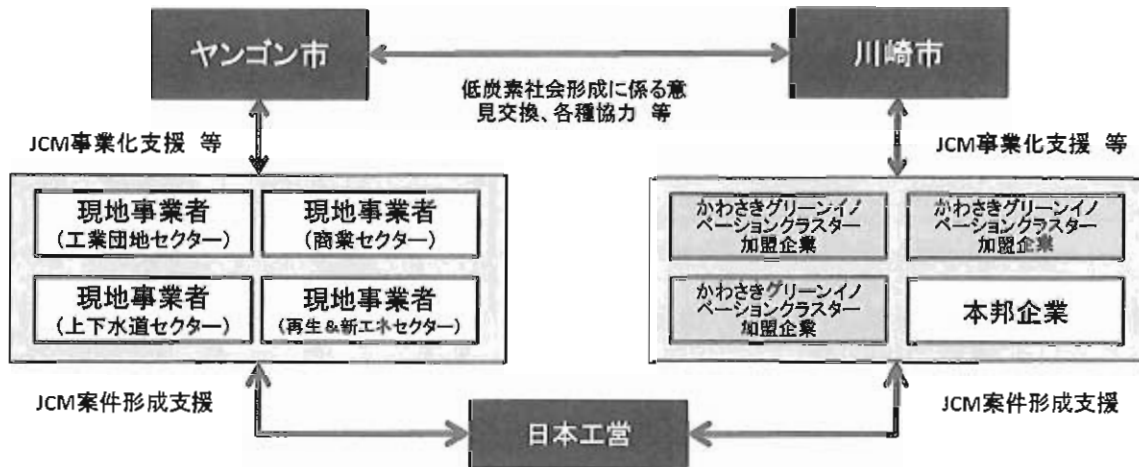 ヤンゴン市
川崎市
低炭素社会形成に係る意
見交換、各種協力 等
JCM事業化支援 等
JCM事業化支援 等
現地事業者
(工業団地セクター)
現地事業者
(商業セクター)
現地事業者
(上下水道セクター)
現地事業者
(再生&新エネセクター)
かわさきグリーンイノ
ベーションクラスター
加盟企業
かわさきグリーンイノ
ベーションクラスター
加盟企業
かわさきグリーンイノ
ベーションクラスター
加盟企業
本邦企業
JCM案件形成支援
JCM案件形成支援
日本工営